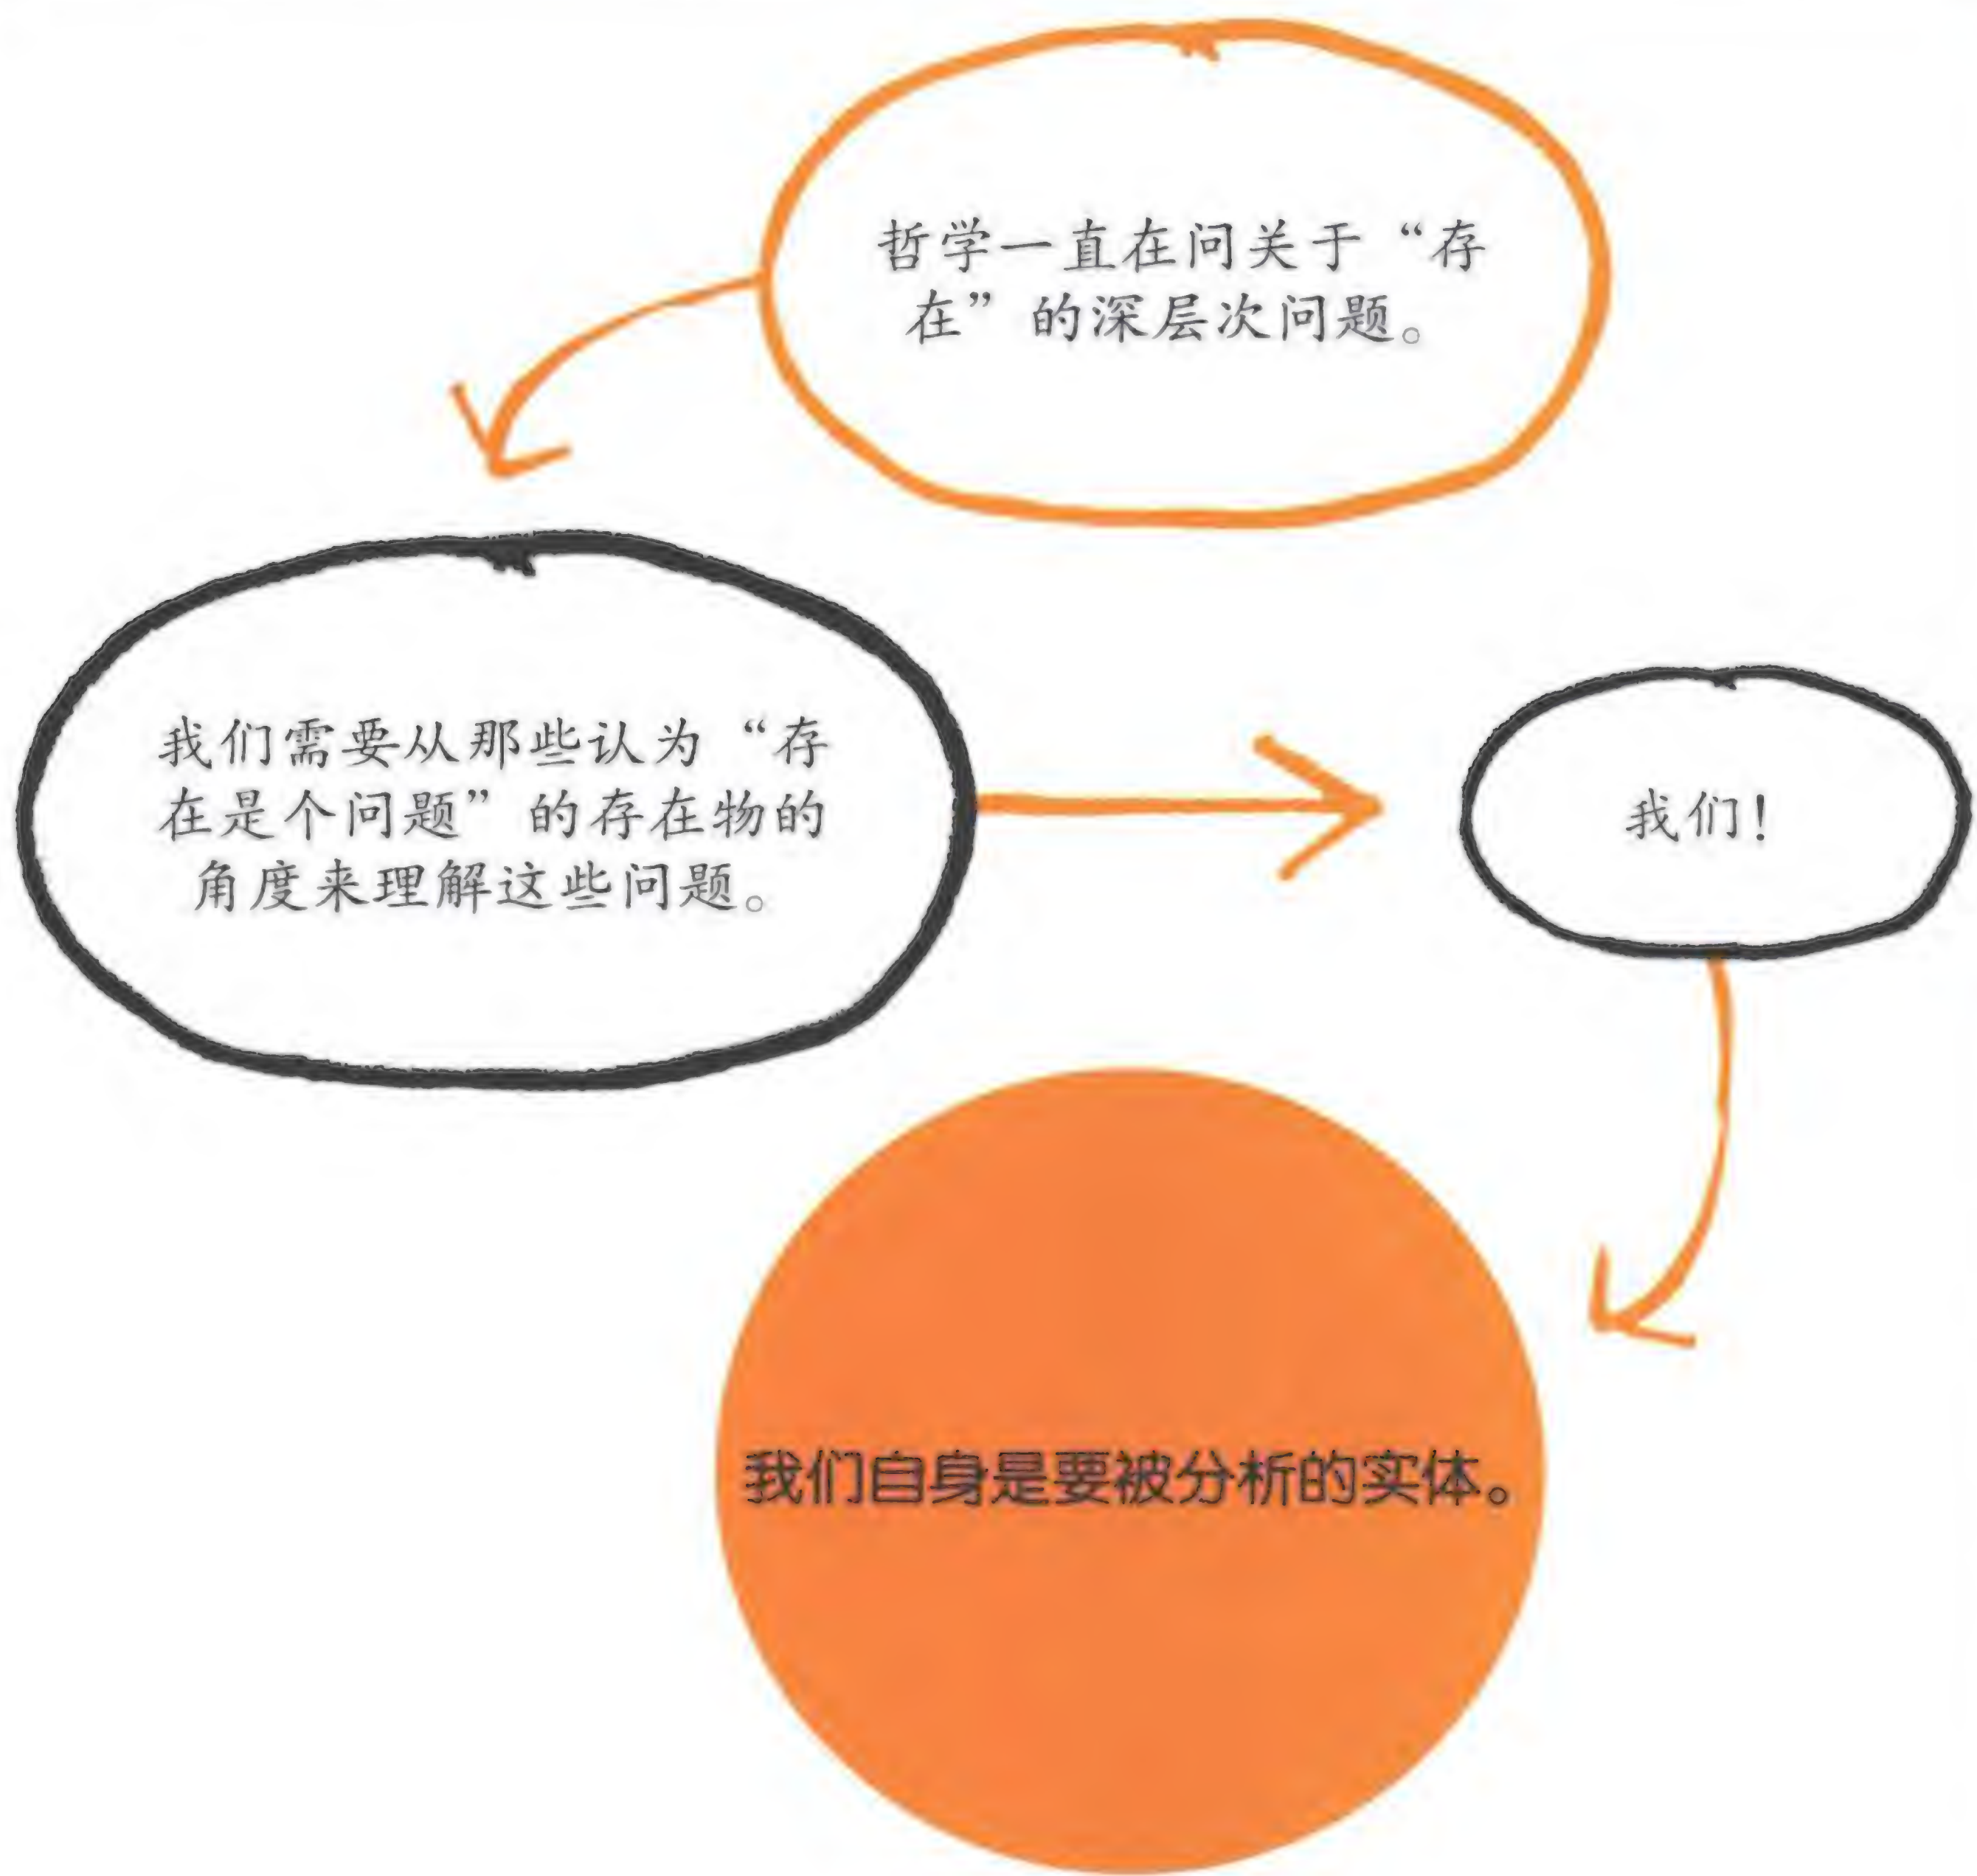 哲学一直在问关于“存
在”的深层次问题。
我们需要从那些认为“存
在是个问题”的存在物的
角度来理解这些问题。
我们！
我们自身是要被分析的实体。